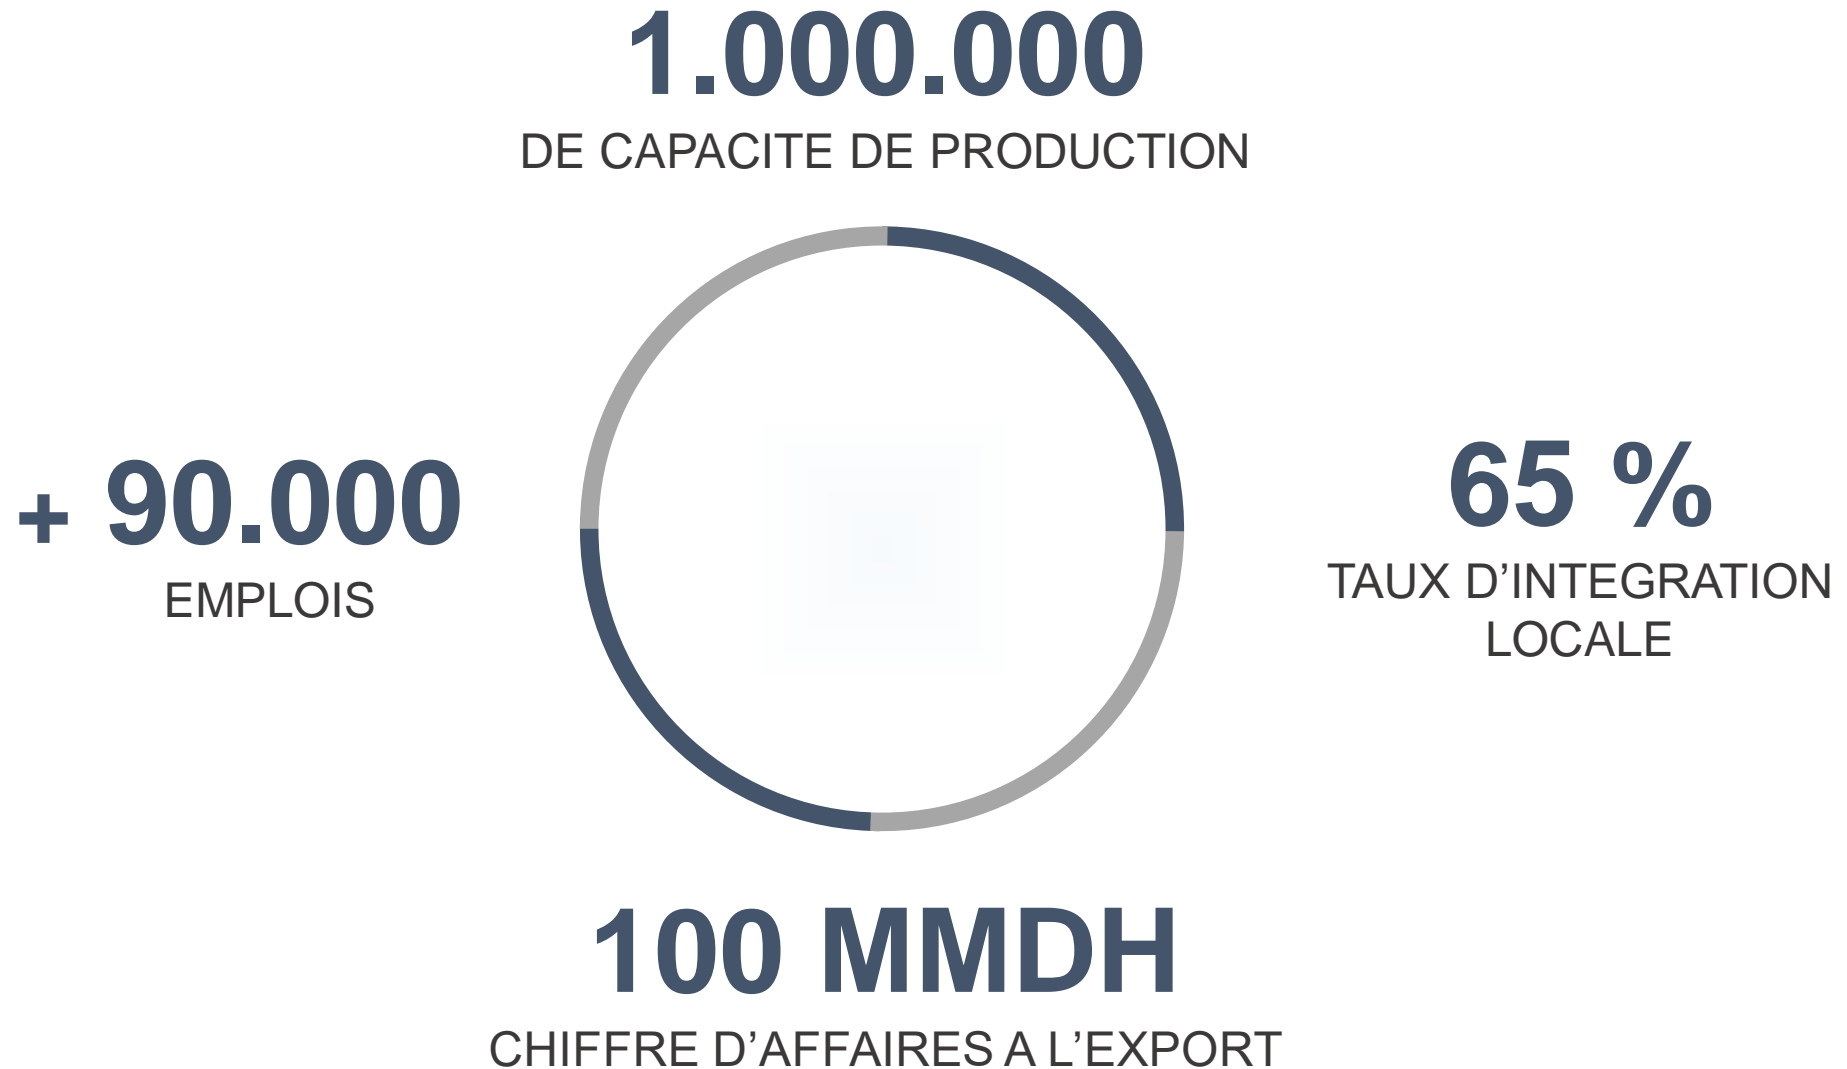 1.000.000
DE CAPACITE DE PRODUCTION
+ 90.000
EMPLOIS
65 %
TAUX D’INTEGRATION
LOCALE
100 MMDH
CHIFFRE D’AFFAIRES A L’EXPORT